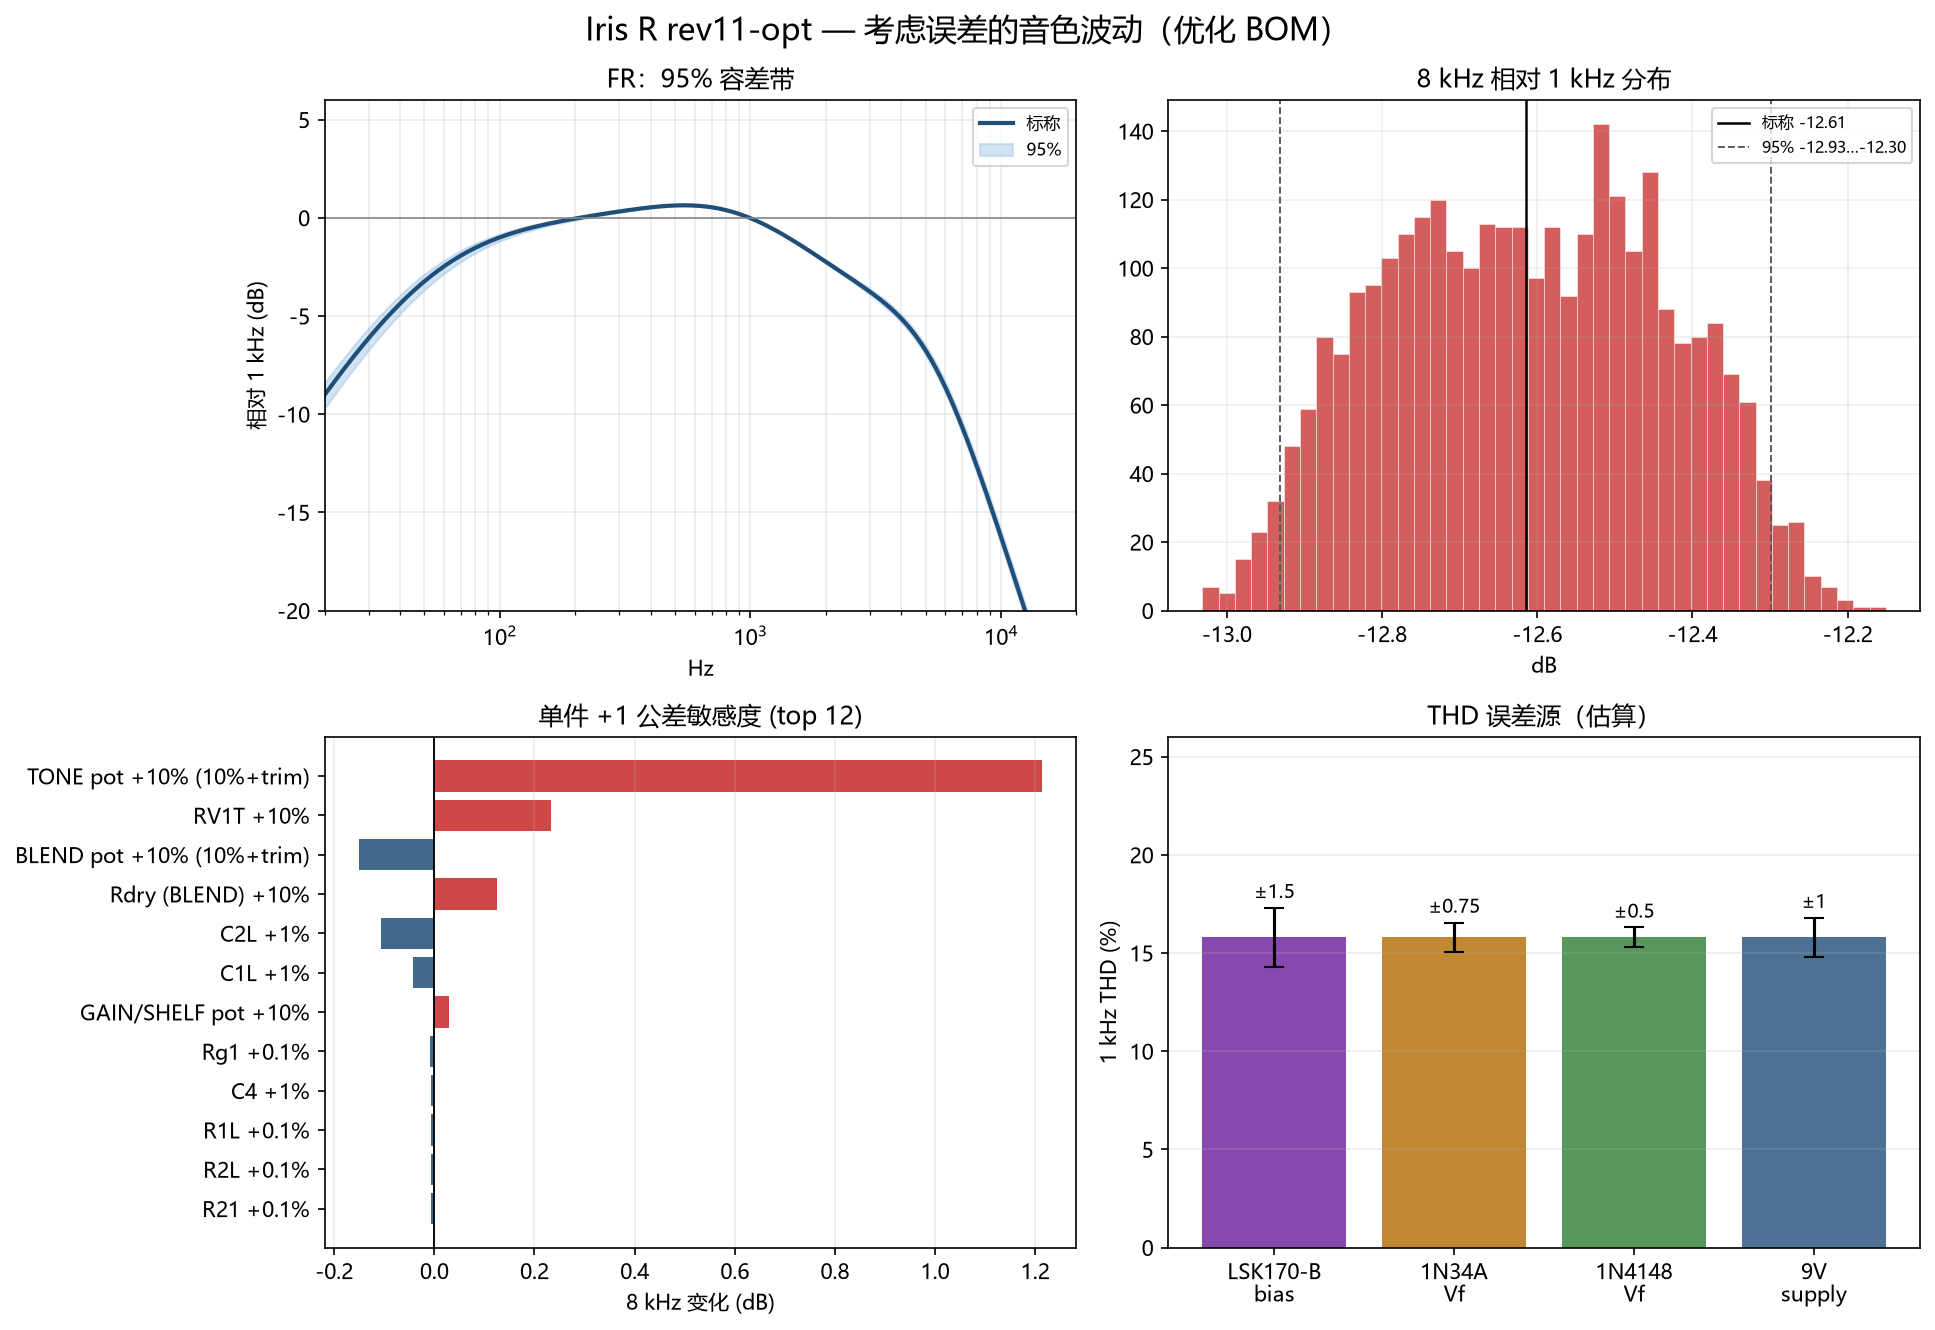 Iris R rev11-opt — 考虑误差的音色波动（优化 BOM）
FR：95% 容差带
5
0
-5
-10
-15
-20
相对 1 kHz (dB)
标称
95%
10²
10³
10⁴
Hz
8 kHz 相对 1 kHz 分布
140
120
100
80
60
40
20
0
标称 -12.61
95% -12.93…-12.30
-13.0
-12.8
-12.6
-12.4
-12.2
dB
单件 +1 公差敏感度 (top 12)
TONE pot +10% (10%+trim)
RV1T +10%
BLEND pot +10% (10%+trim)
Rdry (BLEND) +10%
C2L +1%
C1L +1%
GAIN/SHELF pot +10%
Rg1 +0.1%
C4 +1%
R1L +0.1%
R2L +0.1%
R21 +0.1%
-0.2
0.0
0.2
0.4
0.6
0.8
1.0
1.2
8 kHz 变化 (dB)
THD 误差源（估算）
25
20
15
10
5
0
1 kHz THD (%)
±1.5
±0.75
±0.5
±1
LSK170-B
bias
1N34A
Vf
1N4148
Vf
9V
supply